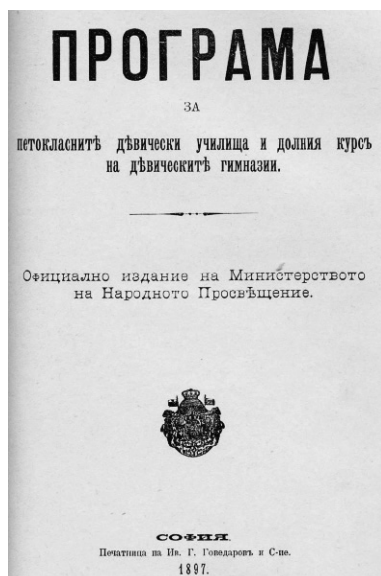 ПРОГРАМА
ЗА
петокласнитѣ дѣвически училища и долния курсъ
на дѣвическитѣ гимназии.
Официално издание на Министерството
на Народното Просвѣщение.
СОФИЯ.
Печатница на Ив. Г. Говедаровъ и С-ие.
1897.